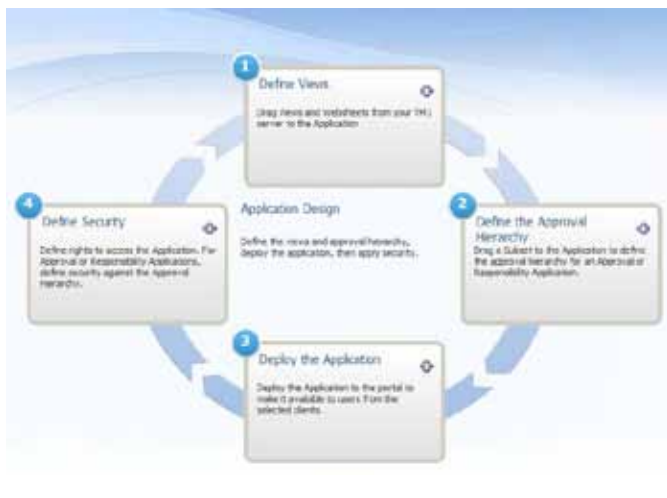 1
Define Views
Drag views and websheets from your TM1
server to the Application
2
Define the Approval
Hierarchy
Drag a Subset to the Application to define
the approval hierarchy for an Approval or
Responsibility Application.
3
Deploy the Application
Deploy the Application to the portal to
make it available to users from the
selected clients.
4
Define Security
Define rights to access the Application. For
Approval or Responsibility Applications,
define security against the Approval
Hierarchy.
Application Design
Define the views and approval hierarchy,
deploy the application, then apply security.